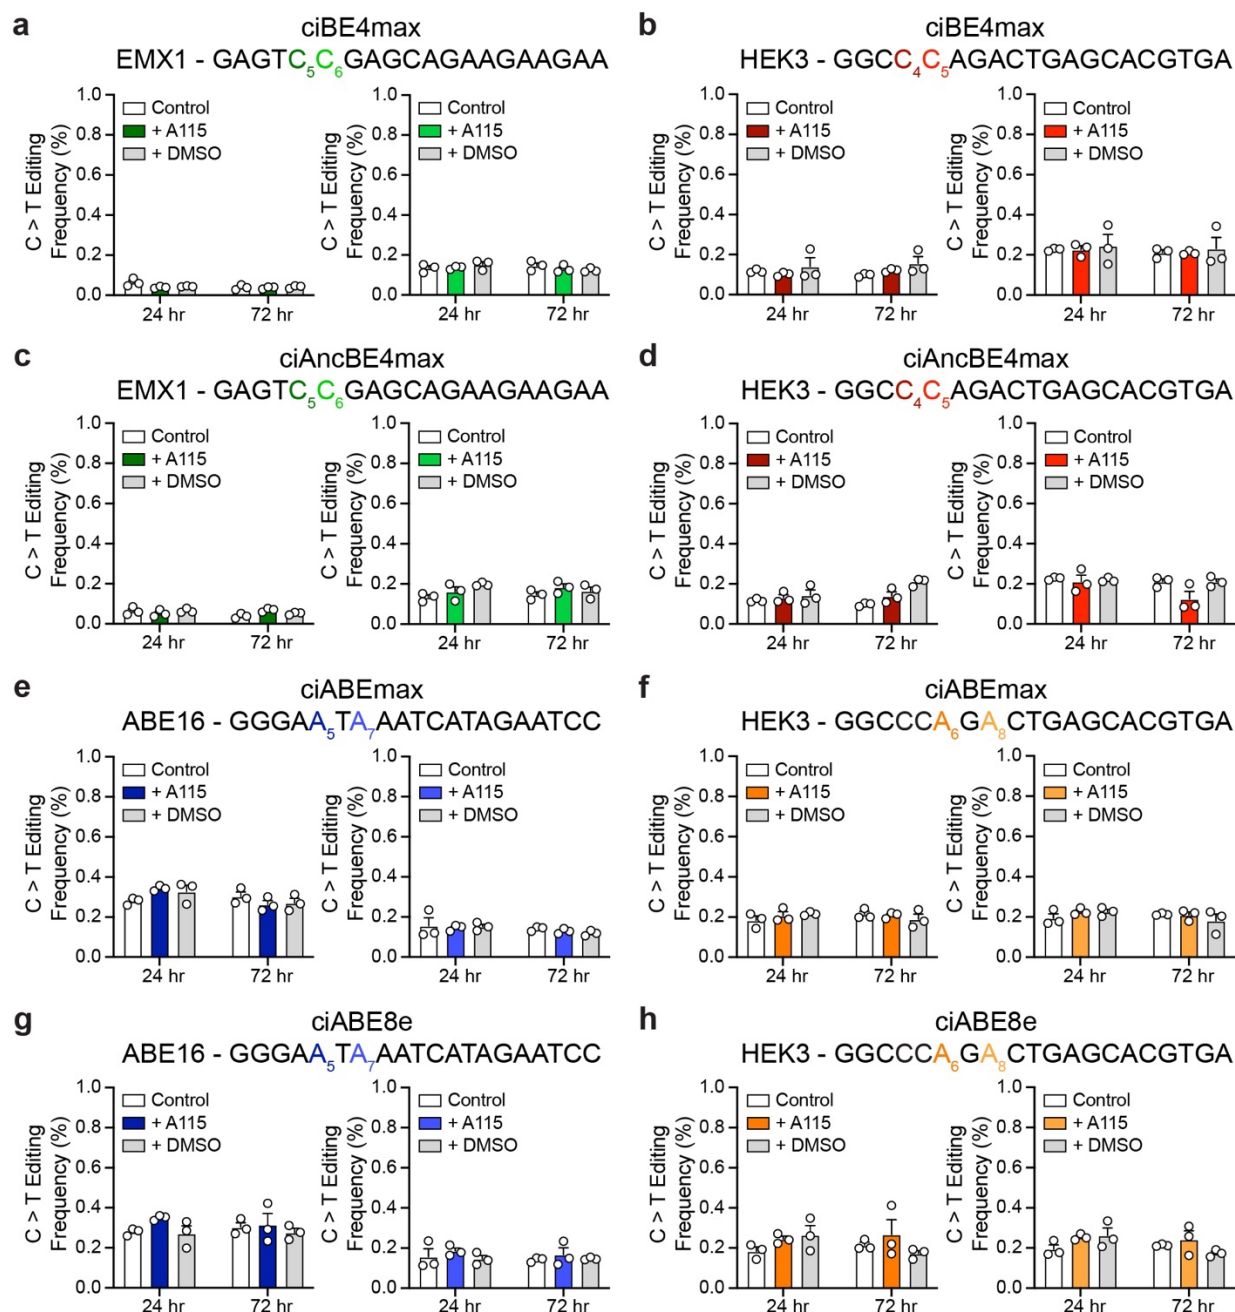 a
ciBE4max
EMX1 - GAGTC5C6GAGCAGAAGAAGAA
C > T Editing
Frequency (%)
1.0
0.8
0.6
0.4
0.2
0.0
Control
+ A115
+ DMSO
24 hr
72 hr
C > T Editing
Frequency (%)
1.0
0.8
0.6
0.4
0.2
0.0
Control
+ A115
+ DMSO
24 hr
72 hr
b
ciBE4max
HEK3 - GGCC4C5AGACTGAGCACGTGA
C > T Editing
Frequency (%)
1.0
0.8
0.6
0.4
0.2
0.0
Control
+ A115
+ DMSO
24 hr
72 hr
C > T Editing
Frequency (%)
1.0
0.8
0.6
0.4
0.2
0.0
Control
+ A115
+ DMSO
24 hr
72 hr
c
ciAncBE4max
EMX1 - GAGTC5C6GAGCAGAAGAAGAA
C > T Editing
Frequency (%)
1.0
0.8
0.6
0.4
0.2
0.0
Control
+ A115
+ DMSO
24 hr
72 hr
C > T Editing
Frequency (%)
1.0
0.8
0.6
0.4
0.2
0.0
Control
+ A115
+ DMSO
24 hr
72 hr
d
ciAncBE4max
HEK3 - GGCC4C5AGACTGAGCACGTGA
C > T Editing
Frequency (%)
1.0
0.8
0.6
0.4
0.2
0.0
Control
+ A115
+ DMSO
24 hr
72 hr
C > T Editing
Frequency (%)
1.0
0.8
0.6
0.4
0.2
0.0
Control
+ A115
+ DMSO
24 hr
72 hr
e
ciABEmax
ABE16 - GGGAA5TA7AATCATAGAATCC
C > T Editing
Frequency (%)
1.0
0.8
0.6
0.4
0.2
0.0
Control
+ A115
+ DMSO
24 hr
72 hr
C > T Editing
Frequency (%)
1.0
0.8
0.6
0.4
0.2
0.0
Control
+ A115
+ DMSO
24 hr
72 hr
f
ciABEmax
HEK3 - GGCCCA6GA8CTGAGCACGTGA
C > T Editing
Frequency (%)
1.0
0.8
0.6
0.4
0.2
0.0
Control
+ A115
+ DMSO
24 hr
72 hr
C > T Editing
Frequency (%)
1.0
0.8
0.6
0.4
0.2
0.0
Control
+ A115
+ DMSO
24 hr
72 hr
g
ciABE8e
ABE16 - GGGAA5TA7AATCATAGAATCC
C > T Editing
Frequency (%)
1.0
0.8
0.6
0.4
0.2
0.0
Control
+ A115
+ DMSO
24 hr
72 hr
C > T Editing
Frequency (%)
1.0
0.8
0.6
0.4
0.2
0.0
Control
+ A115
+ DMSO
24 hr
72 hr
h
ciABE8e
HEK3 - GGCCCA6GA8CTGAGCACGTGA
C > T Editing
Frequency (%)
1.0
0.8
0.6
0.4
0.2
0.0
Control
+ A115
+ DMSO
24 hr
72 hr
C > T Editing
Frequency (%)
1.0
0.8
0.6
0.4
0.2
0.0
Control
+ A115
+ DMSO
24 hr
72 hr